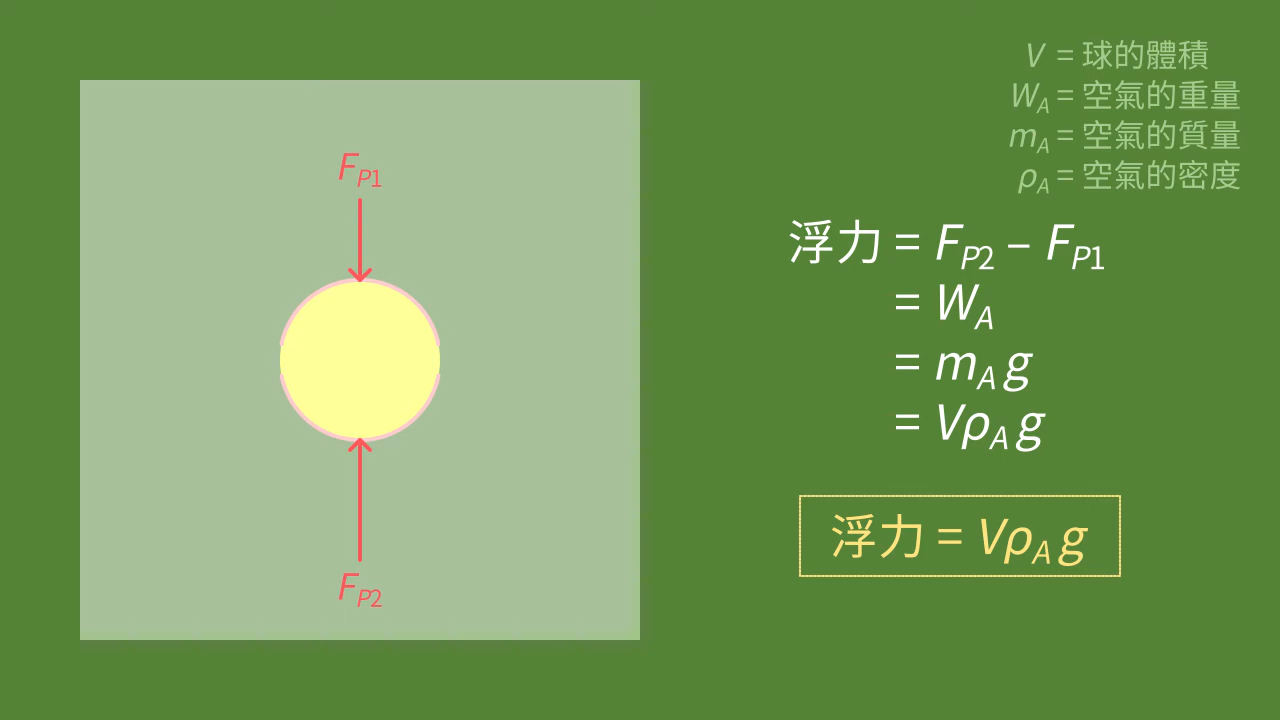 V = 球的體積
W_A = 空氣的重量
m_A = 空氣的質量
ρ_A = 空氣的密度
F_P1
F_P2
浮力 = F_P2 – F_P1
= W_A
= m_A g
= Vρ_A g
浮力 = Vρ_A g